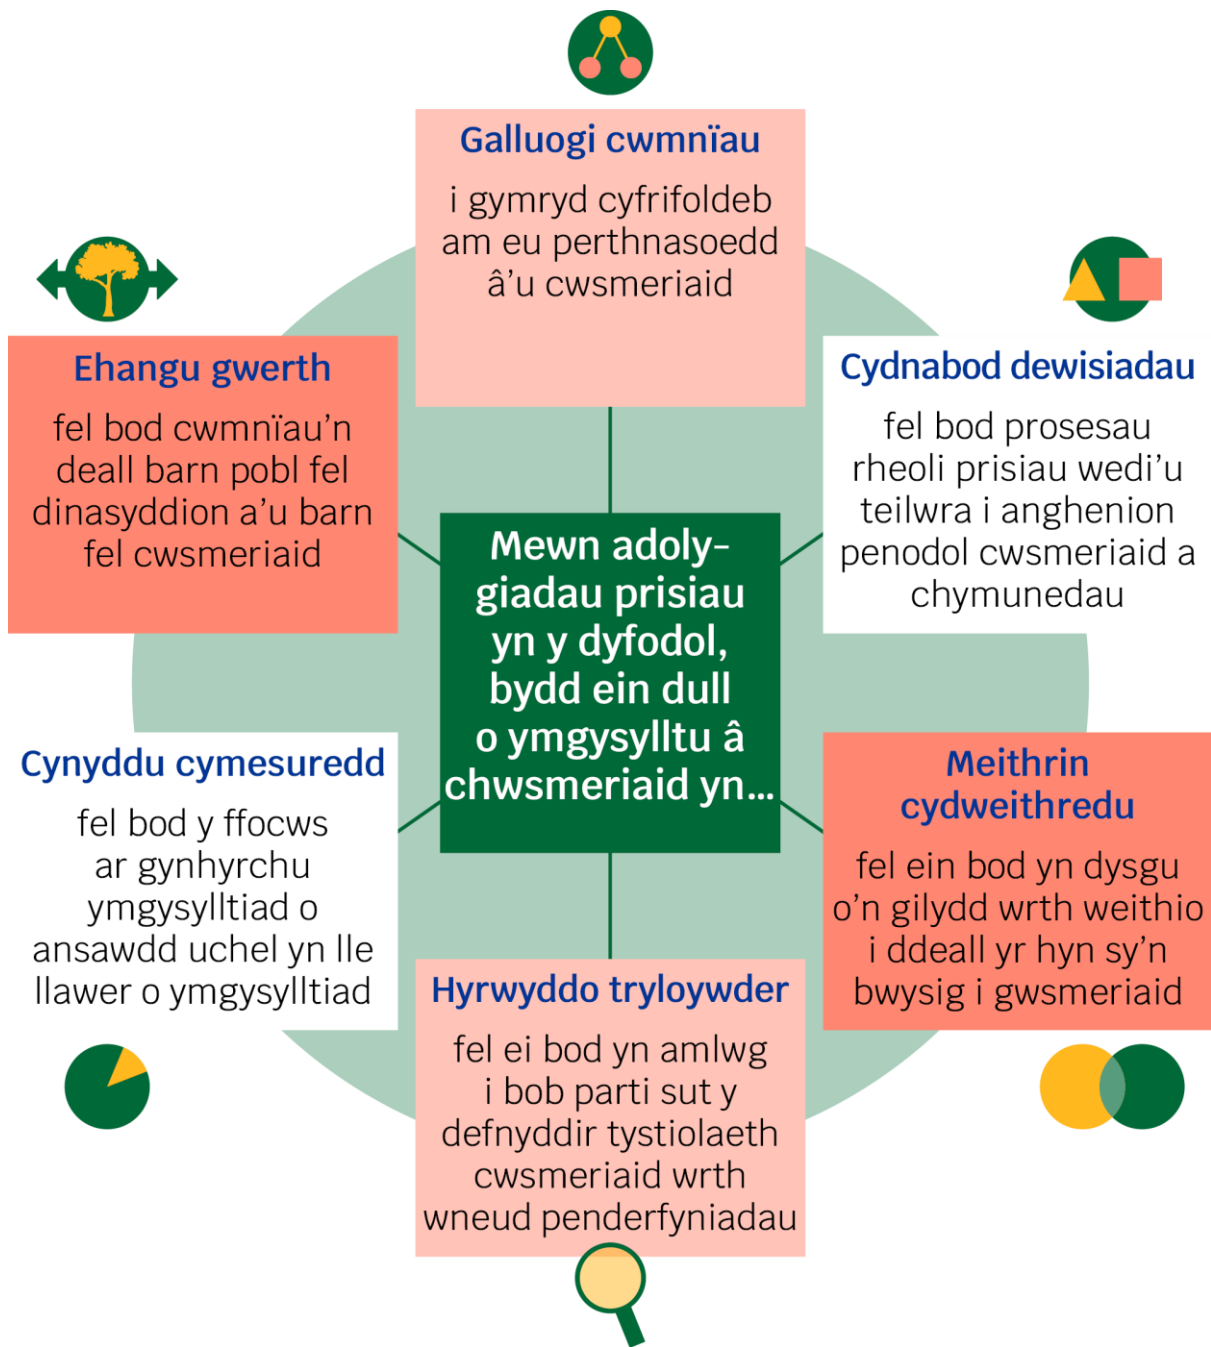 Galluogi cwmnïau
i gymryd cyfrifoldeb
am eu perthnasoedd
â’u cwsmeriaid
Ehangu gwerth
fel bod cwmnïau’n
deall barn pobl fel
dinasyddion a’u barn
fel cwsmeriaid
Cydnabod dewisiadau
fel bod prosesau
rheoli prisiau wedi’u
teilwra i anghenion
penodol cwsmeriaid a
chymunedau
Mewn adoly-
giadau prisiau
yn y dyfodol,
bydd ein dull
o ymgysylltu â
chwsmeriaid yn...
Cynyddu cymesuredd
fel bod y ffocws
ar gynhyrchu
ymgysylltiad o
ansawdd uchel yn lle
llawer o ymgysylltiad
Meithrin
cydweithredu
fel ein bod yn dysgu
o’n gilydd wrth weithio
i ddeall yr hyn sy’n
bwysig i gwsmeriaid
Hyrwyddo tryloywder
fel ei bod yn amlwg
i bob parti sut y
defnyddir tystiolaeth
cwsmeriaid wrth
wneud penderfyniadau